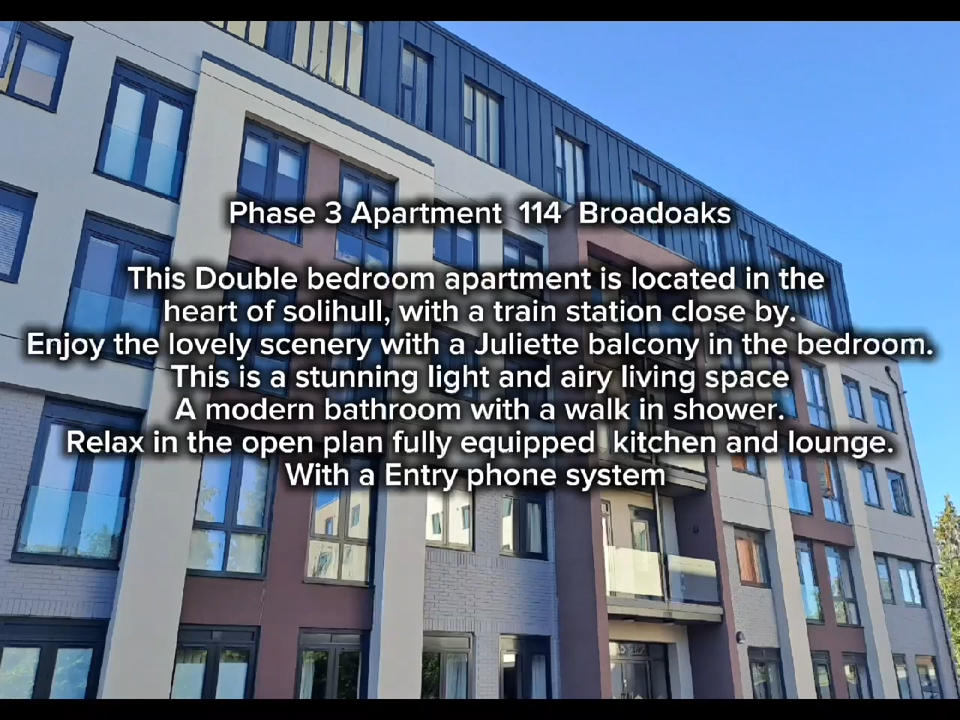 Phase 3 Apartment 114 Broadoaks
This Double bedroom apartment is located in the
heart of solihull, with a train station close by.
Enjoy the lovely scenery with a Juliette balcony in the bedroom.
This is a stunning light and airy living space
A modern bathroom with a walk in shower.
Relax in the open plan fully equipped kitchen and lounge.
With a Entry phone system